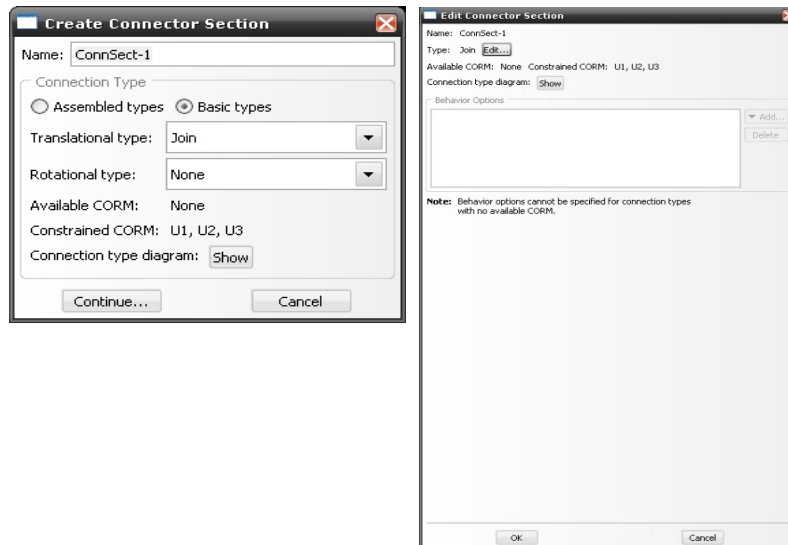 Create Connector Section
Name: ConnSect-1
Connection Type
Assembled types Basic types
Translational type: Join
Rotational type: None
Available CORM: None
Constrained CORM: U1, U2, U3
Connection type diagram: Show
Continue... Cancel
Edit Connector Section
Name: ConnSect-1
Type: Join Edit...
Available CORM: None Constrained CORM: U1, U2, U3
Connection type diagram: Show
Behavior Options
Add...
Delete
Note: Behavior options cannot be specified for connection types
with no available CORM.
OK Cancel